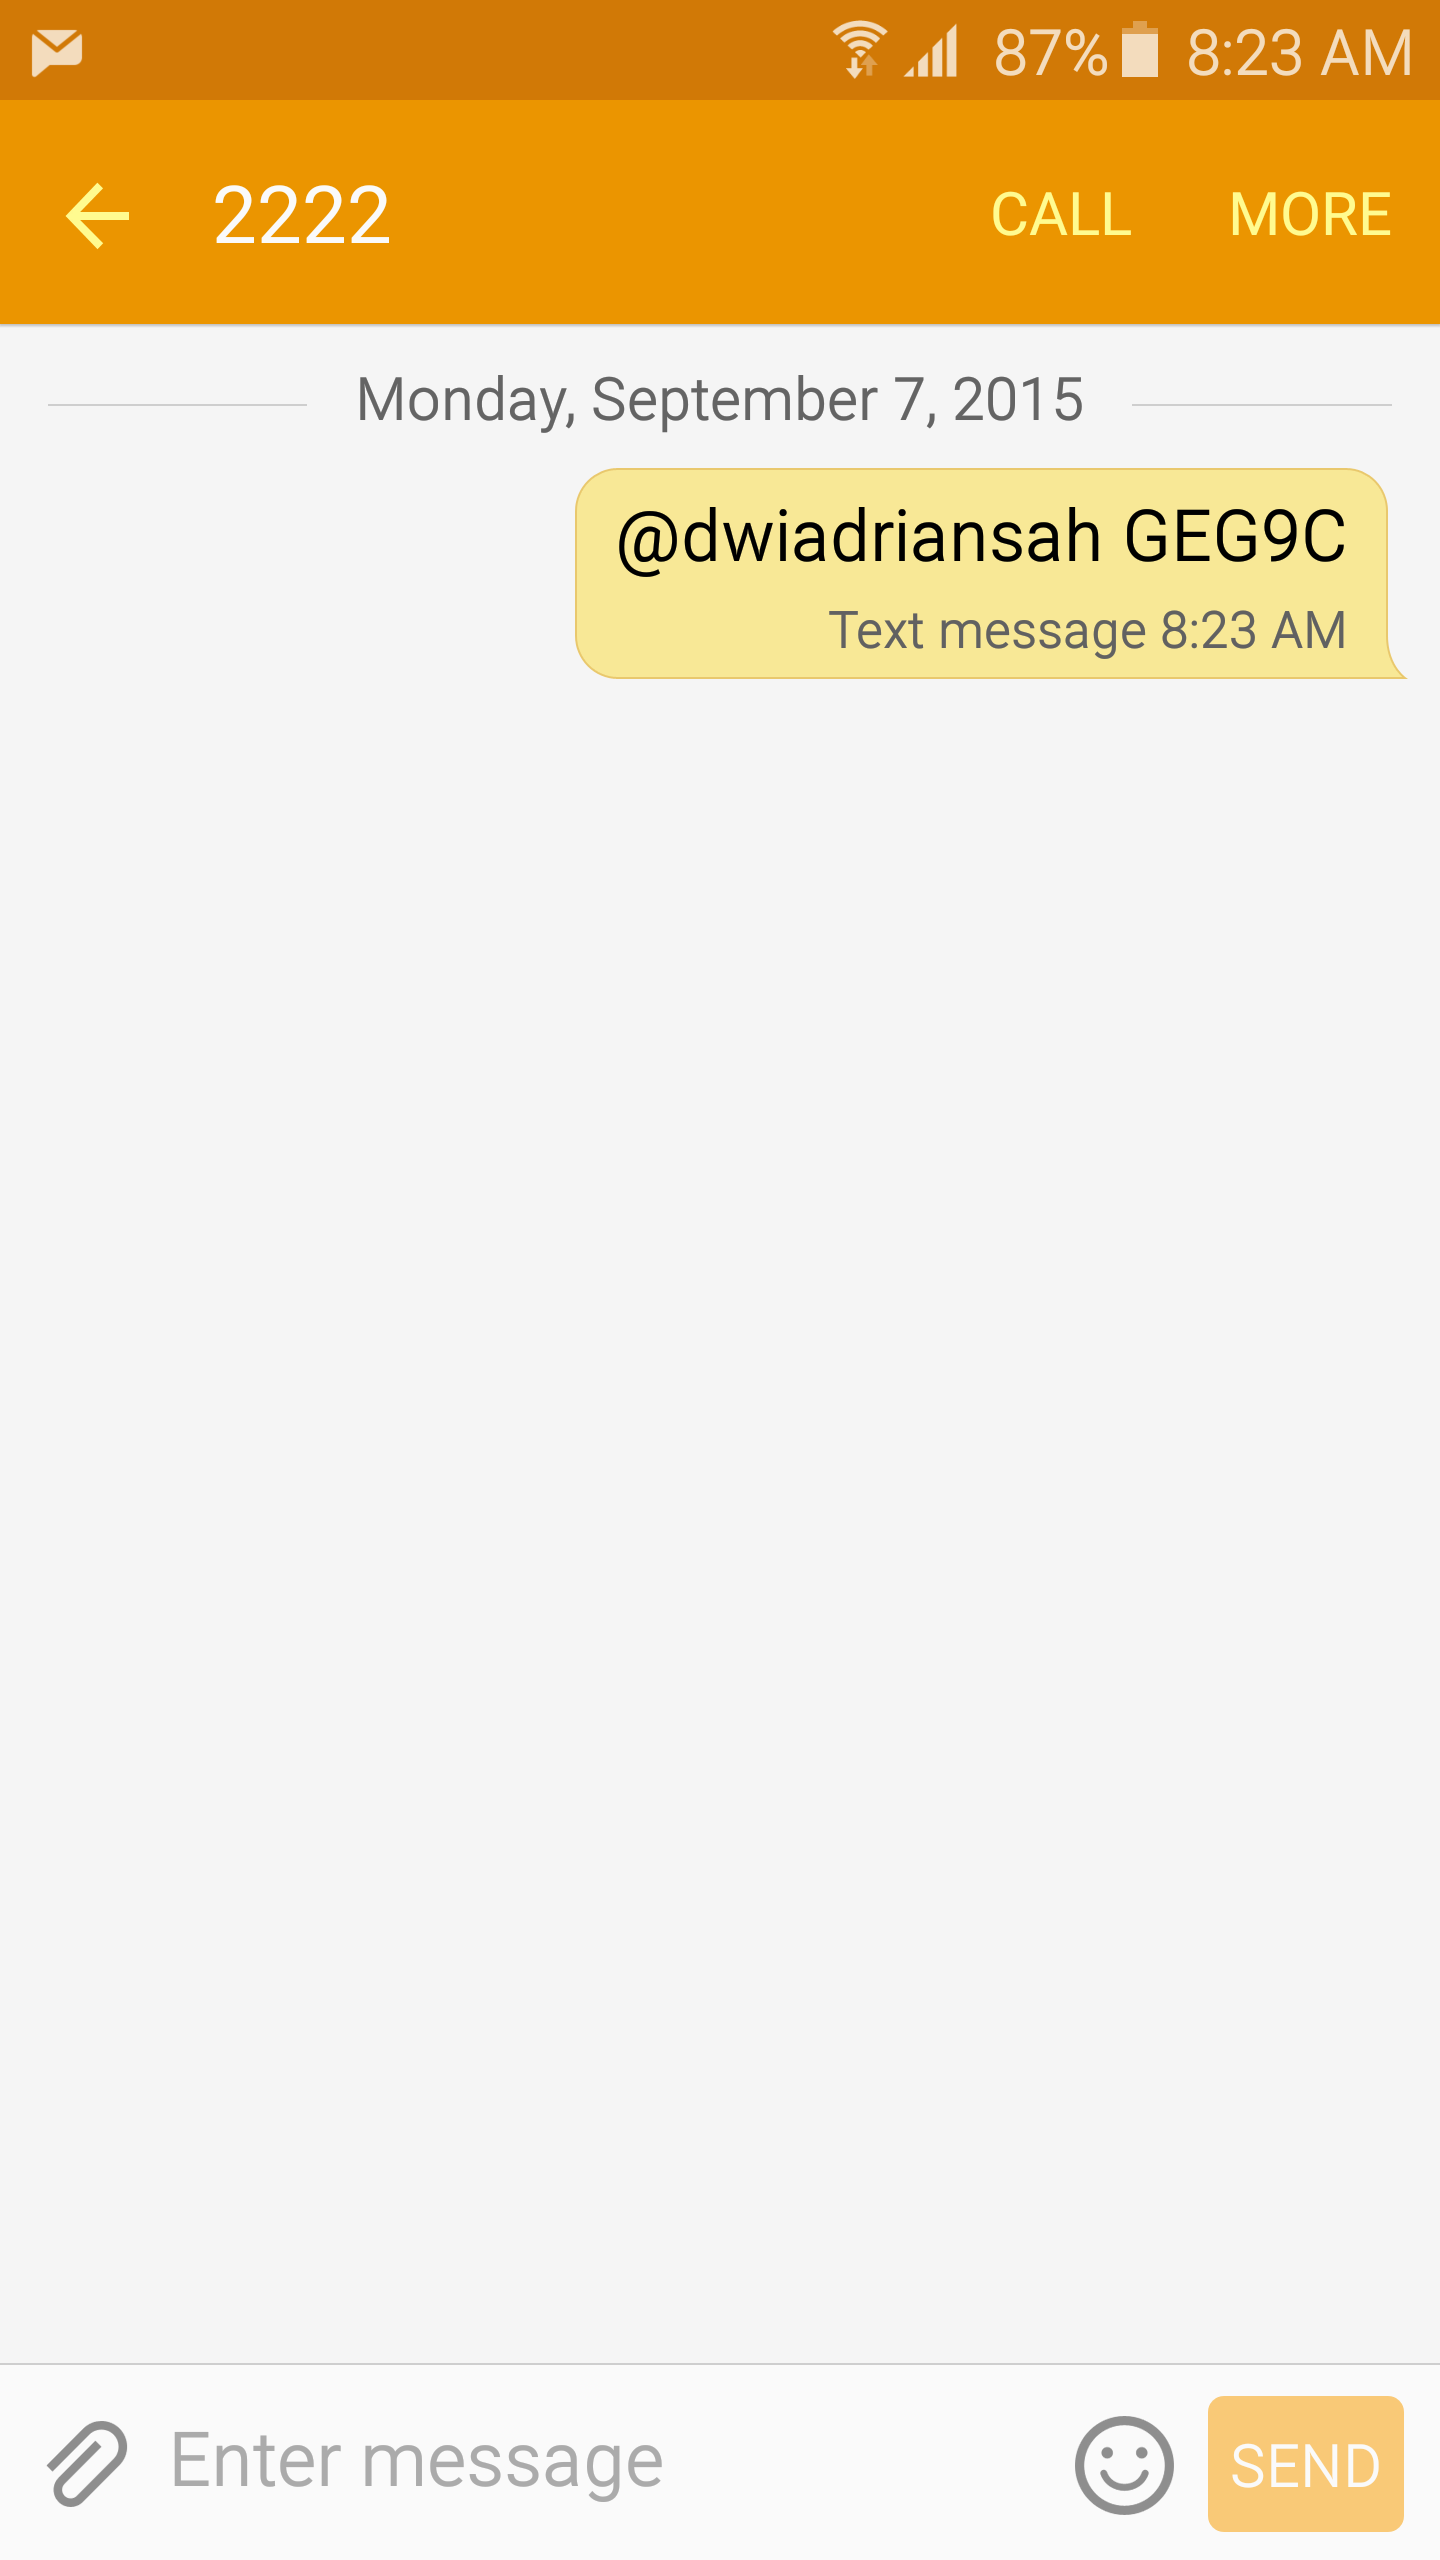 87% 8:23 AM
2222 CALL MORE
Monday, September 7, 2015
@dwiadriansah GEG9C
Text message 8:23 AM
Enter message SEND